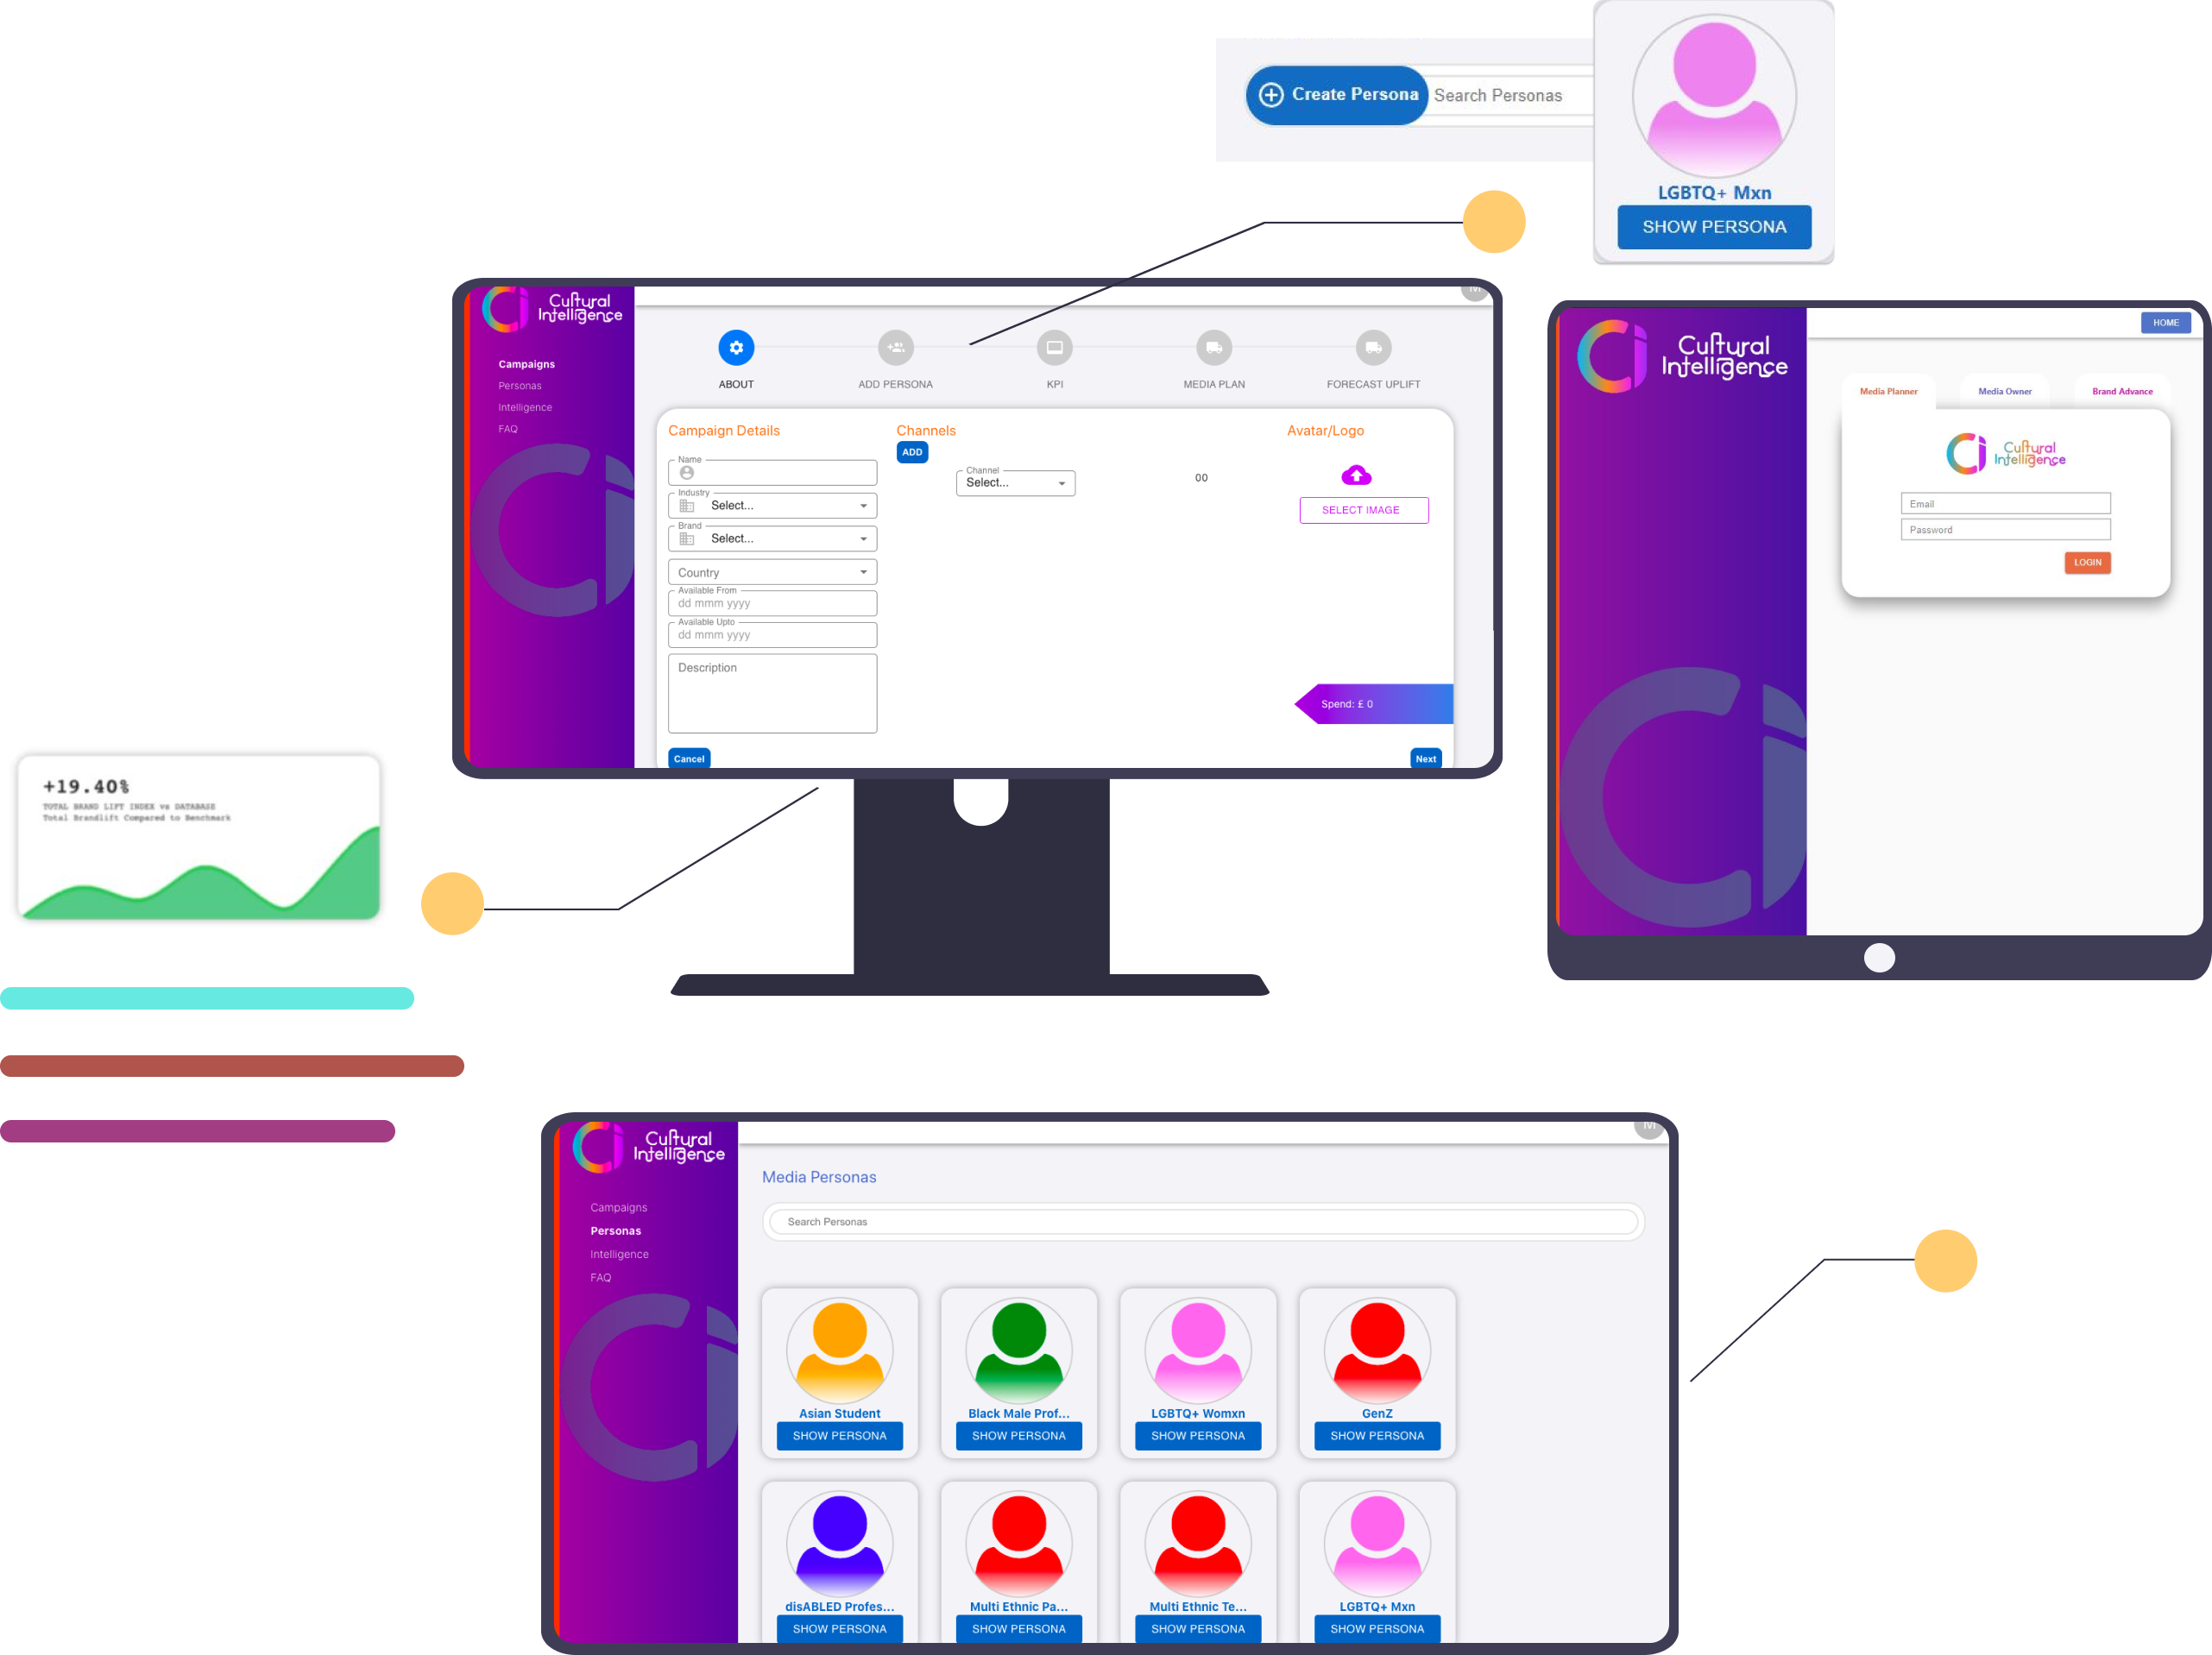 Create Persona
Search Personas
LGBTQ+ Mxn
SHOW PERSONA
Cultural
Intelligence
Campaigns
Personas
Intelligence
FAQ
ABOUT
ADD PERSONA
KPI
MEDIA PLAN
FORECAST UPLIFT
Campaign Details
Name
Industry
Select...
Brand
Select...
Country
Available From
dd mmm yyyy
Available Upto
dd mmm yyyy
Description
Cancel
Channels
ADD
Channel
Select...
00
Avatar/Logo
SELECT IMAGE
Spend: £ 0
Next
Cultural
Intelligence
HOME
Media Planner
Media Owner
Brand Advance
Cultural
Intelligence
Email
Password
LOGIN
+19.40%
TOTAL BRAND LIFT INDEX vs DATABASE
Total Brandlift Compared to Benchmark
Cultural
Intelligence
Campaigns
Personas
Intelligence
FAQ
Media Personas
Search Personas
Asian Student
SHOW PERSONA
Black Male Prof...
SHOW PERSONA
LGBTQ+ Womxn
SHOW PERSONA
GenZ
SHOW PERSONA
disABLED Profes...
SHOW PERSONA
Multi Ethnic Pa...
SHOW PERSONA
Multi Ethnic Te...
SHOW PERSONA
LGBTQ+ Mxn
SHOW PERSONA